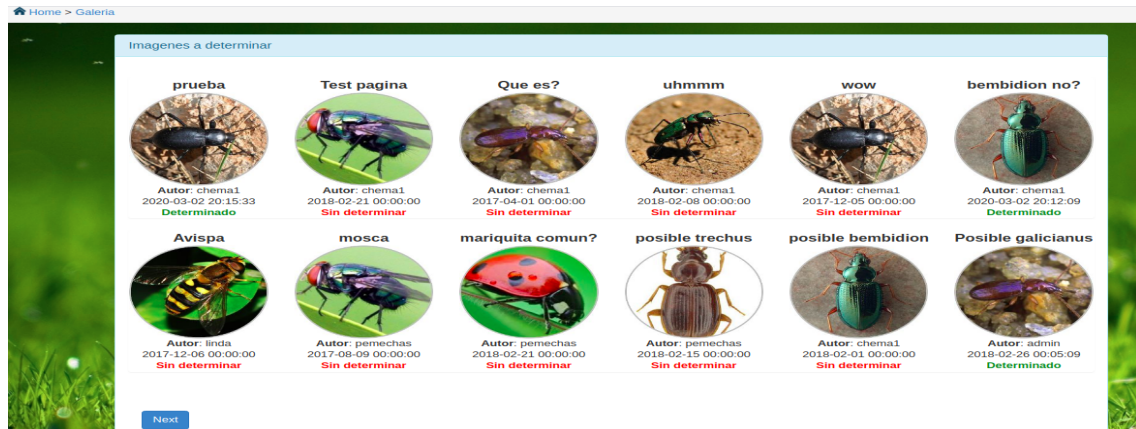 Home > Galeria
Imagenes a determinar
prueba
Test pagina
Que es?
uhmmm
wow
bembidion no?
Autor: chema1
Autor: chema1
Autor: chema1
Autor: chema1
Autor: chema1
Autor: chema1
2020-03-02 20:15:33
2018-02-21 00:00:00
2017-04-01 00:00:00
2018-02-08 00:00:00
2017-12-05 00:00:00
2020-03-02 20:12:09
Determinado
Sin determinar
Sin determinar
Sin determinar
Sin determinar
Determinado
Avispa
mosca
mariquita comun?
posible trechus
posible bembidion
Posible galicianus
Autor: linda
Autor: pemechas
Autor: pemechas
Autor: pemechas
Autor: chema1
Autor: admin
2017-12-06 00:00:00
2017-08-09 00:00:00
2018-02-21 00:00:00
2018-02-15 00:00:00
2018-02-01 00:00:00
2018-02-26 00:05:09
Sin determinar
Sin determinar
Sin determinar
Sin determinar
Sin determinar
Determinado
Next